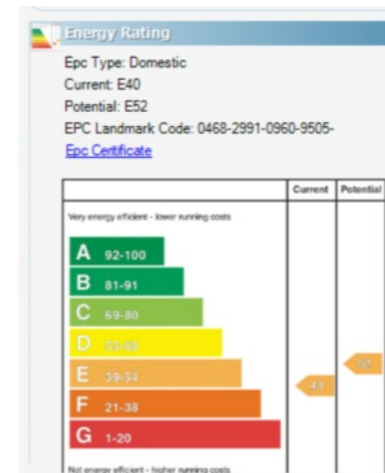 Energy Rating
Epc Type: Domestic
Current: E40
Potential: E52
EPC Landmark Code: 0468-2991-0960-9505-
Epc Certificate
Current Potential
Very energy efficient - lower running costs
A 92-100
B 81-91
C 69-80
D
E 39-54
52
F 21-38
G 1-20
Not energy efficient - higher running costs